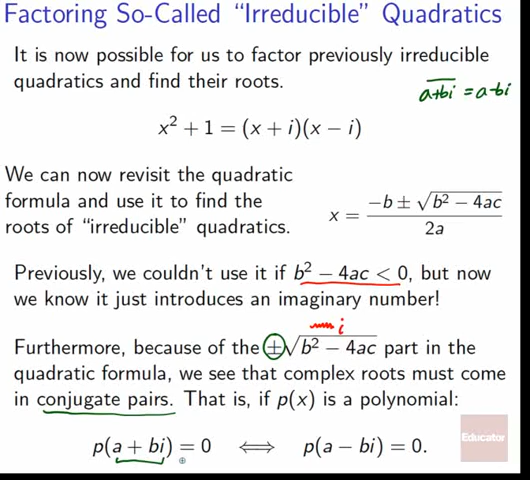 Factoring So-Called “Irreducible” Quadratics
It is now possible for us to factor previously irreducible
quadratics and find their roots.
a+bi = a-bi
x² + 1 = (x + i)(x − i)
We can now revisit the quadratic
formula and use it to find the
roots of “irreducible” quadratics.
x = −b ± √b² − 4ac / 2a
Previously, we couldn't use it if b² − 4ac < 0, but now
we know it just introduces an imaginary number!
i
Furthermore, because of the ±√b² − 4ac part in the
quadratic formula, we see that complex roots must come
in conjugate pairs. That is, if p(x) is a polynomial:
p(a + bi) = 0 ⟺ p(a − bi) = 0.
Educator